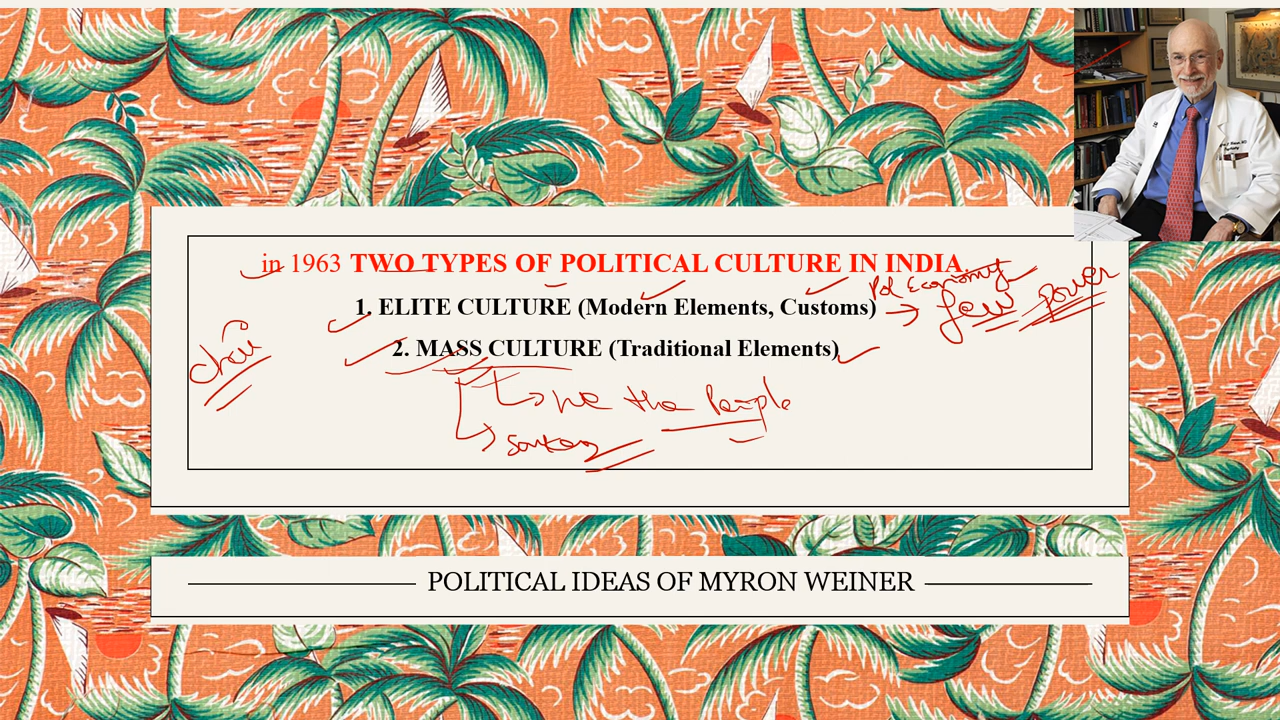 in 1963 TWO TYPES OF POLITICAL CULTURE IN INDIA
Pol Economy
1. ELITE CULTURE (Modern Elements, Customs) → few Power
2. MASS CULTURE (Traditional Elements)
we the People
POLITICAL IDEAS OF MYRON WEINER